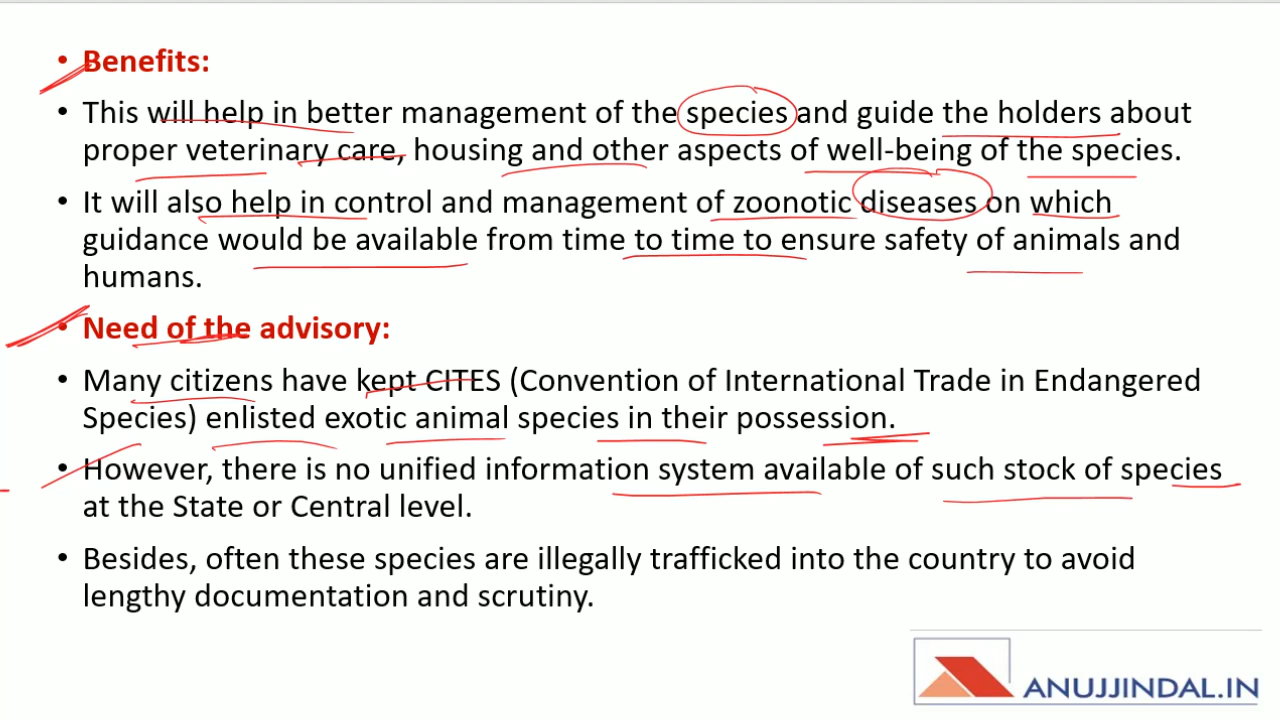 • Benefits:
• This will help in better management of the species and guide the holders about
proper veterinary care, housing and other aspects of well-being of the species.
• It will also help in control and management of zoonotic diseases on which
guidance would be available from time to time to ensure safety of animals and
humans.
• Need of the advisory:
• Many citizens have kept CITES (Convention of International Trade in Endangered
Species) enlisted exotic animal species in their possession.
• However, there is no unified information system available of such stock of species
at the State or Central level.
• Besides, often these species are illegally trafficked into the country to avoid
lengthy documentation and scrutiny.
ANUJJINDAL.IN